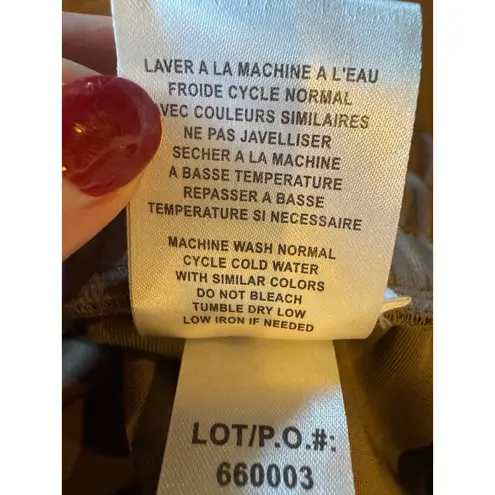 LAVER A LA MACHINE A L'EAU
FROIDE CYCLE NORMAL
AVEC COULEURS SIMILAIRES
NE PAS JAVELLISER
SECHER A LA MACHINE
A BASSE TEMPERATURE
REPASSER A BASSE
TEMPERATURE SI NECESSAIRE
MACHINE WASH NORMAL
CYCLE COLD WATER
WITH SIMILAR COLORS
DO NOT BLEACH
TUMBLE DRY LOW
LOW IRON IF NEEDED
LOT/P.O.#:
660003